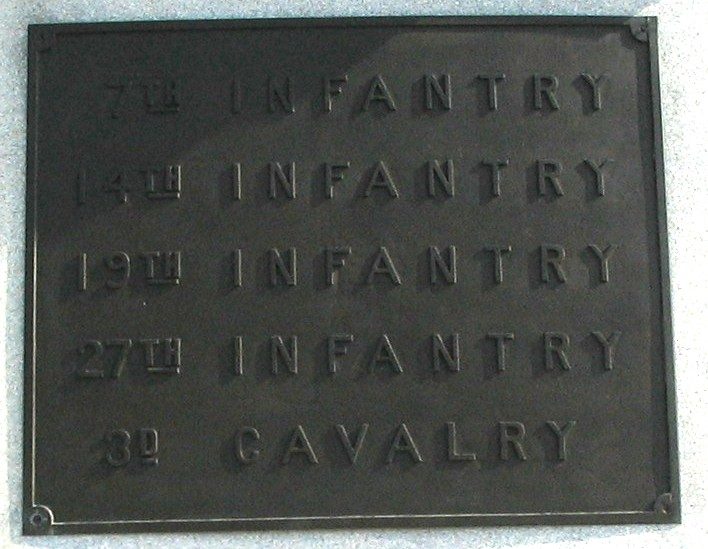 7TH INFANTRY
14TH INFANTRY
19TH INFANTRY
27TH INFANTRY
3D CAVALRY